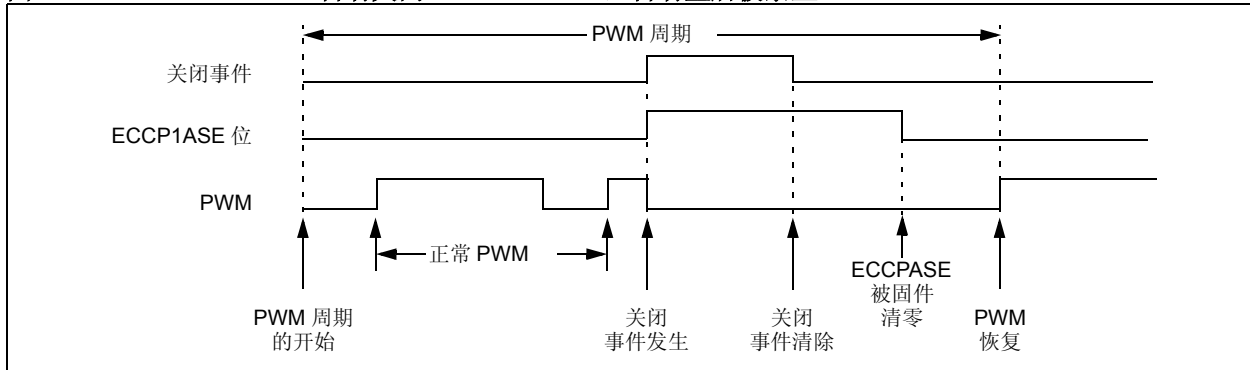 PWM 周期
关闭事件
ECCP1ASE 位
PWM
正常 PWM
PWM 周期
的开始
关闭
事件发生
关闭
事件清除
ECCPASE
被固件
清零
PWM
恢复